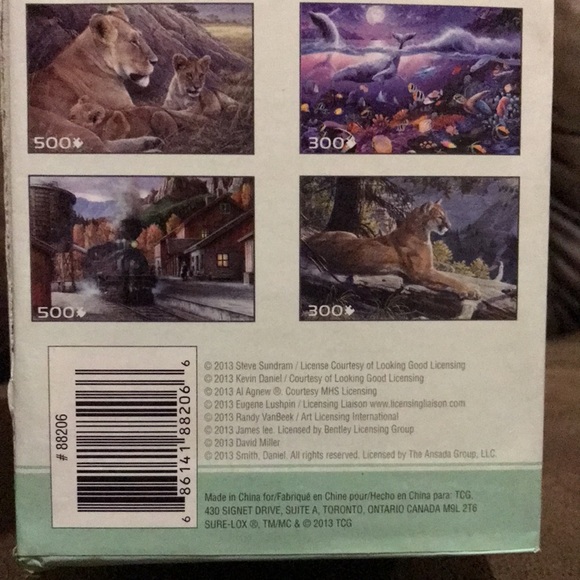 500
300
500
300
# 88206
6 86141 88206 6
© 2013 Steve Sundram / License Courtesy of Looking Good Licensing
© 2013 Kevin Daniel / Courtesy of Looking Good Licensing
© 2013 Al Agnew ®. Courtesy MHS Licensing
© 2013 Eugene Lushpin / Licensing Liaison www.licensingliaison.com
© 2013 Randy VanBeek / Art Licensing International
© 2013 James lee. Licensed by Bentley Licensing Group
© 2013 David Miller
© 2013 Smith, Daniel. All rights reserved. Licensed by The Ansada Group, LLC.
Made in China for/Fabriqué en Chine pour/Hecho en China para: TCG.
430 SIGNET DRIVE, SUITE A, TORONTO, ONTARIO CANADA M9L 2T6
SURE-LOX ®, TM/MC & © 2013 TCG